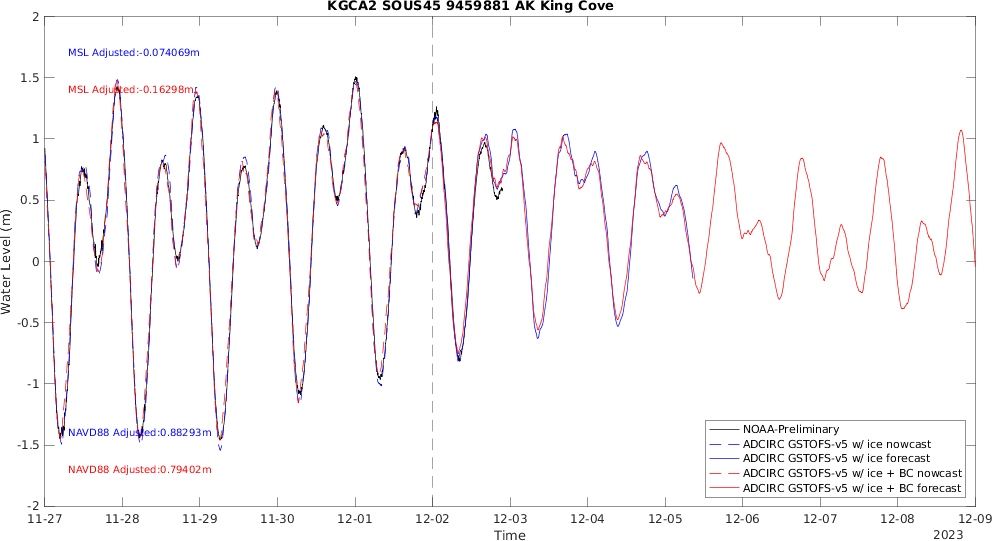 KGCA2 SOUS45 9459881 AK King Cove
2
1.5
1
0.5
0
-0.5
-1
-1.5
-2
Water Level (m)
MSL Adjusted:-0.074069m
MSL Adjusted:-0.16298m
NAVD88 Adjusted:0.88293m
NAVD88 Adjusted:0.79402m
NOAA-Preliminary
ADCIRC GSTOFS-v5 w/ ice nowcast
ADCIRC GSTOFS-v5 w/ ice forecast
ADCIRC GSTOFS-v5 w/ ice + BC nowcast
ADCIRC GSTOFS-v5 w/ ice + BC forecast
11-27 11-28 11-29 11-30 12-01 12-02 12-03 12-04 12-05 12-06 12-07 12-08 12-09
Time
2023